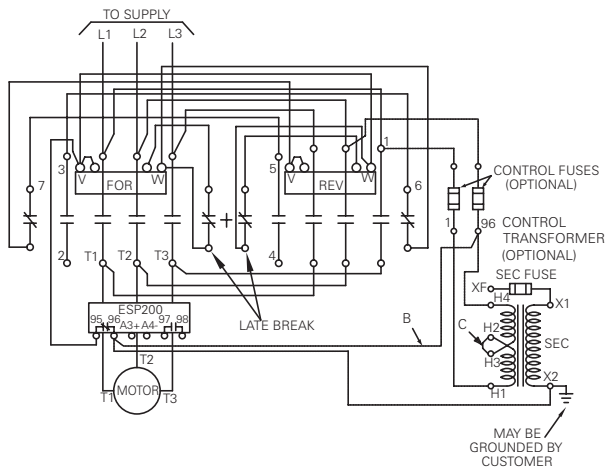 TO SUPPLY
L1 L2 L3
7 3 V FOR W 5 V REV W 1 6
CONTROL FUSES
(OPTIONAL)
2 T1 T2 T3 + 4 1 96
CONTROL
TRANSFORMER
(OPTIONAL)
SEC FUSE
XF H4 X1
ESP200
95 96 A3+ A4- 97 98
LATE BREAK
B C H2 SEC
H3
T2
MOTOR
T1 T3
H1 X2
MAY BE
GROUNDED BY
CUSTOMER